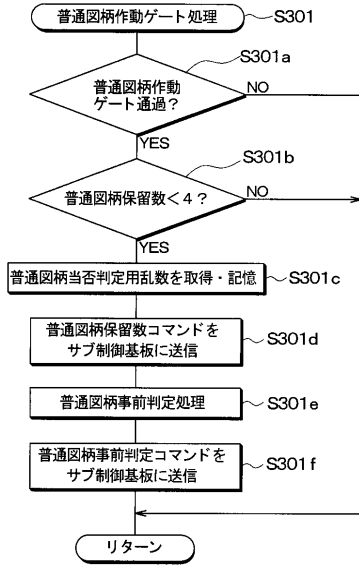 普通図柄作動ゲート処理
S301
S301a
普通図柄作動
ゲート通過？
NO
YES
S301b
普通図柄保留数＜4？
NO
YES
普通図柄当否判定用乱数を取得・記憶
S301c
普通図柄保留数コマンドを
サブ制御基板に送信
S301d
普通図柄事前判定処理
S301e
普通図柄事前判定コマンドを
サブ制御基板に送信
S301f
リターン